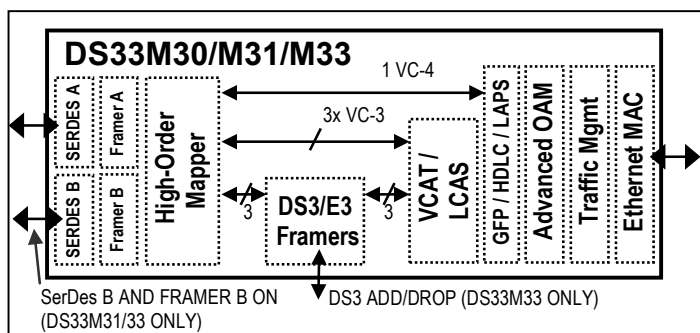 DS33M30/M31/M33
SERDES A
Framer A
SERDES B
Framer B
High-Order
Mapper
1 VC-4
3x VC-3
3
DS3/E3
Framers
3
VCAT /
LCAS
GFP / HDLC / LAPS
Advanced OAM
Traffic Mgmt
Ethernet MAC
SerDes B AND FRAMER B ON
(DS33M31/33 ONLY)
DS3 ADD/DROP (DS33M33 ONLY)